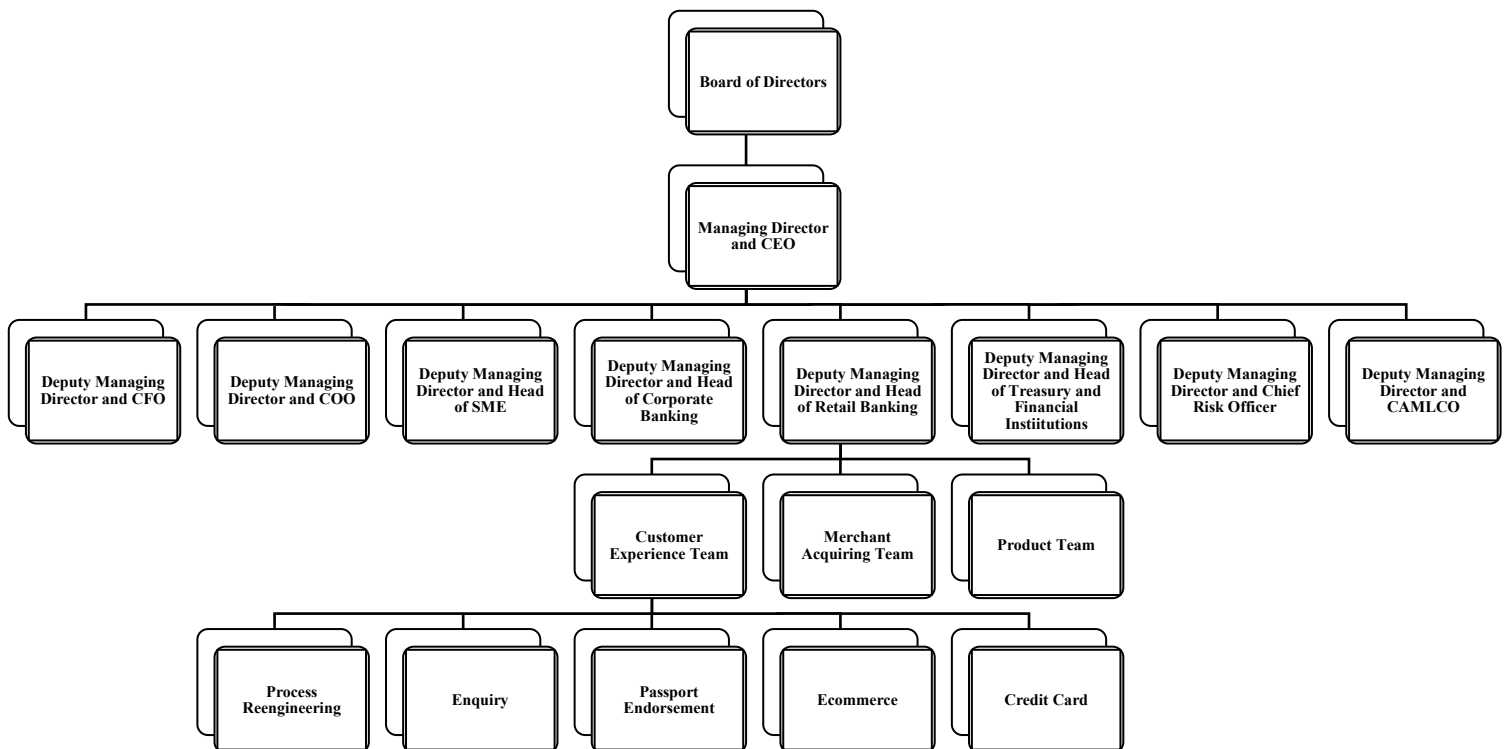 Board of Directors
Managing Director
and CEO
Deputy Managing
Director and CFO
Deputy Managing
Director and COO
Deputy Managing
Director and Head
of SME
Deputy Managing
Director and Head
of Corporate
Banking
Deputy Managing
Director and Head
of Retail Banking
Deputy Managing
Director and Head
of Treasury and
Financial
Instiitutions
Deputy Managing
Director and Chief
Risk Officer
Deputy Managing
Director and
CAMLCO
Customer
Experience Team
Merchant
Acquiring Team
Product Team
Process
Reengineering
Enquiry
Passport
Endorsement
Ecommerce
Credit Card